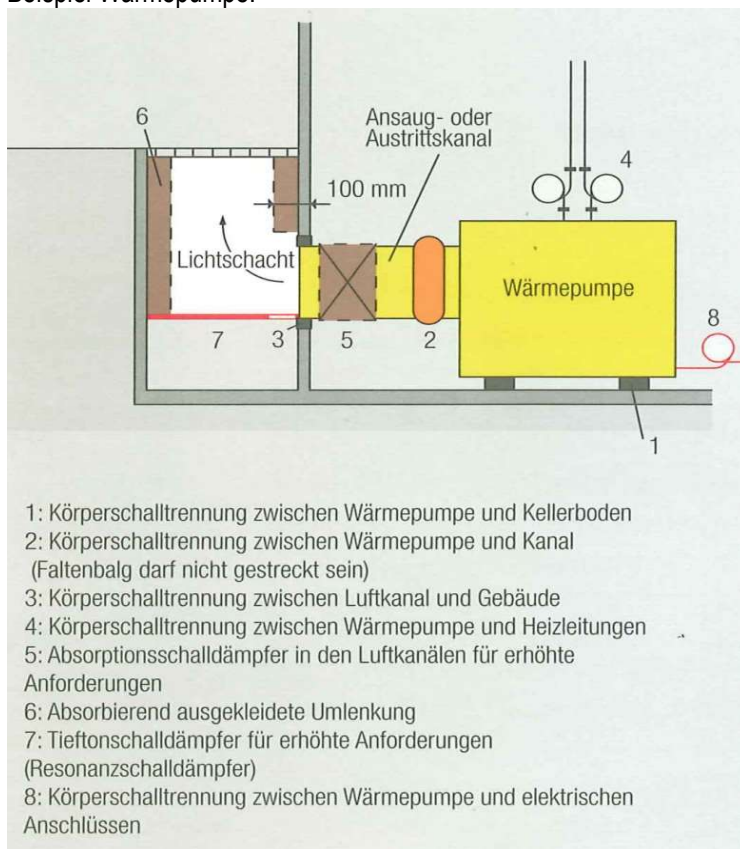 Beispiel Wärmepumpe:
6
Ansaug- oder
Austrittskanal
4
100 mm
Lichtschacht
Wärmepumpe
8
7
3
5
2
1
1: Körperschalltrennung zwischen Wärmepumpe und Kellerboden
2: Körperschalltrennung zwischen Wärmepumpe und Kanal
(Faltenbalg darf nicht gestreckt sein)
3: Körperschalltrennung zwischen Luftkanal und Gebäude
4: Körperschalltrennung zwischen Wärmepumpe und Heizleitungen
5: Absorptionsschalldämpfer in den Luftkanälen für erhöhte
Anforderungen
6: Absorbierend ausgekleidete Umlenkung
7: Tieftonschalldämpfer für erhöhte Anforderungen
(Resonanzschalldämpfer)
8: Körperschalltrennung zwischen Wärmepumpe und elektrischen
Anschlüssen